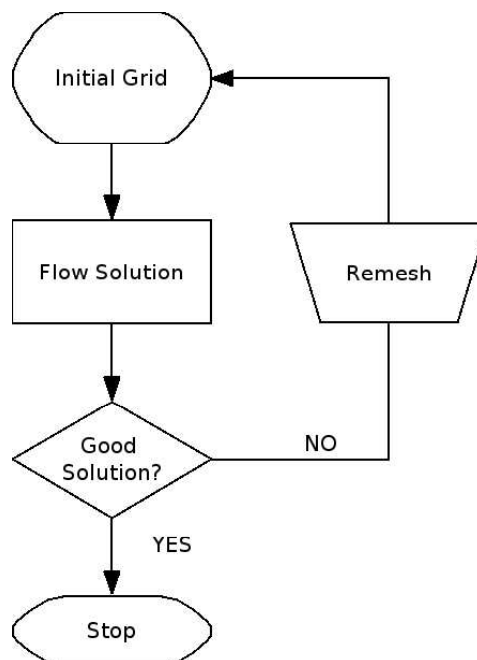 Initial Grid
Flow Solution
Remesh
Good
Solution?
NO
YES
Stop